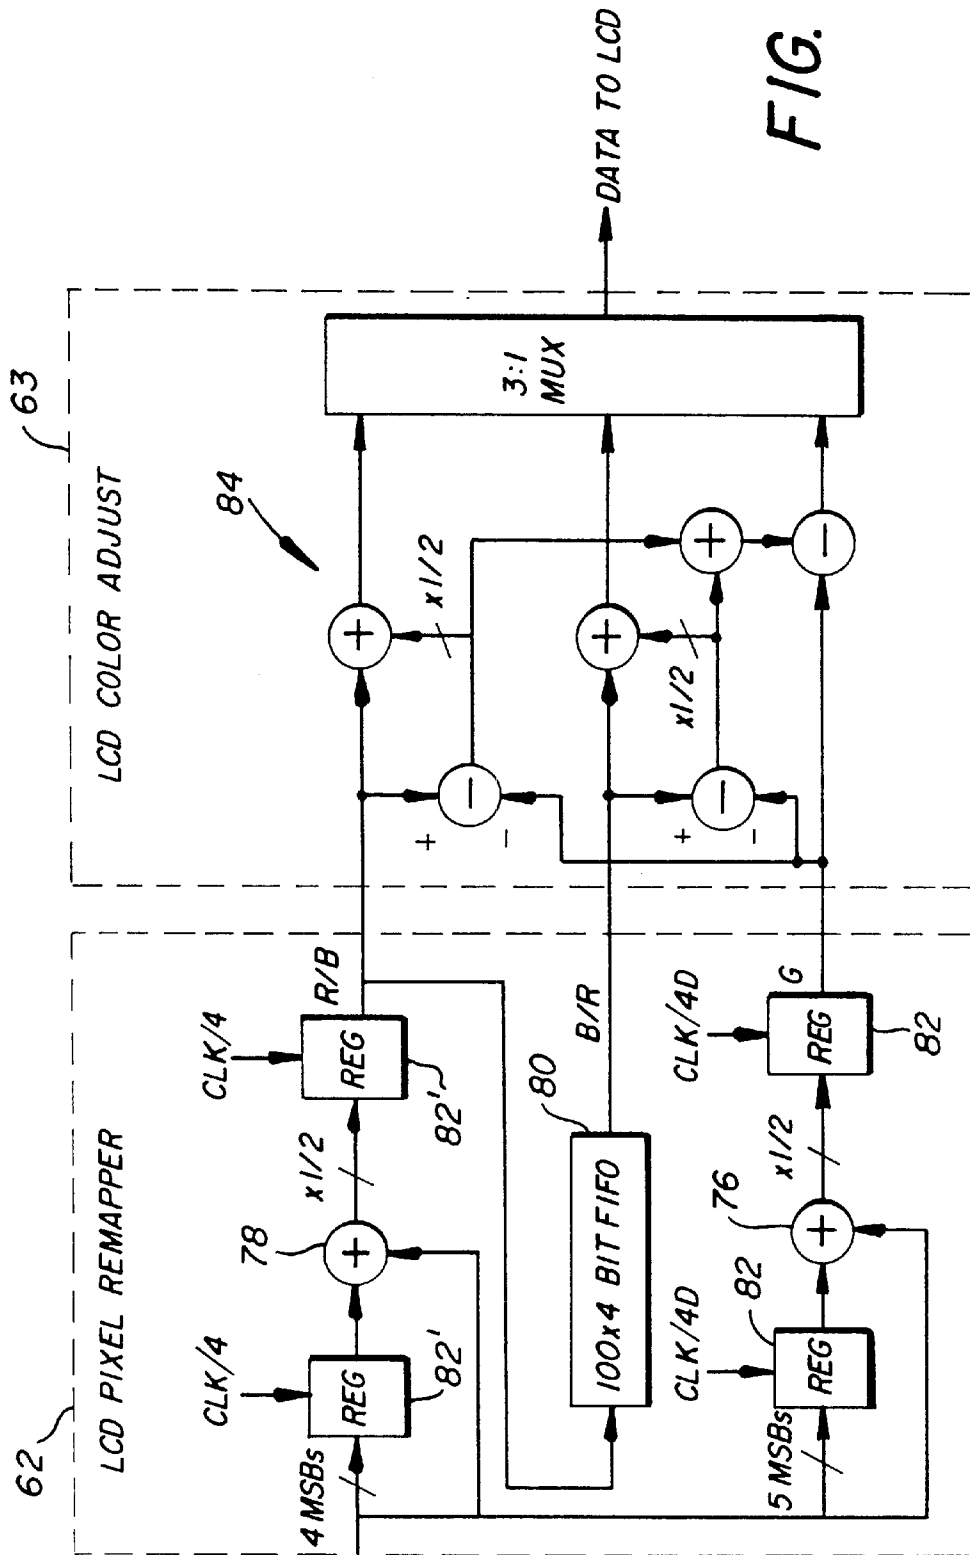 62
LCD PIXEL REMAPPER
4 MSBs
CLK/4
REG
82'
78
+
x1/2
CLK/4
REG
82'
R/B
100x4 BIT FIFO
80
B/R
5 MSBs
CLK/4D
REG
82
76
+
x1/2
CLK/4D
REG
82
G
63
LCD COLOR ADJUST
84
+
-
-
+
x1/2
+
-
-
+
x1/2
+
-
3:1
MUX
DATA TO LCD
FIG.